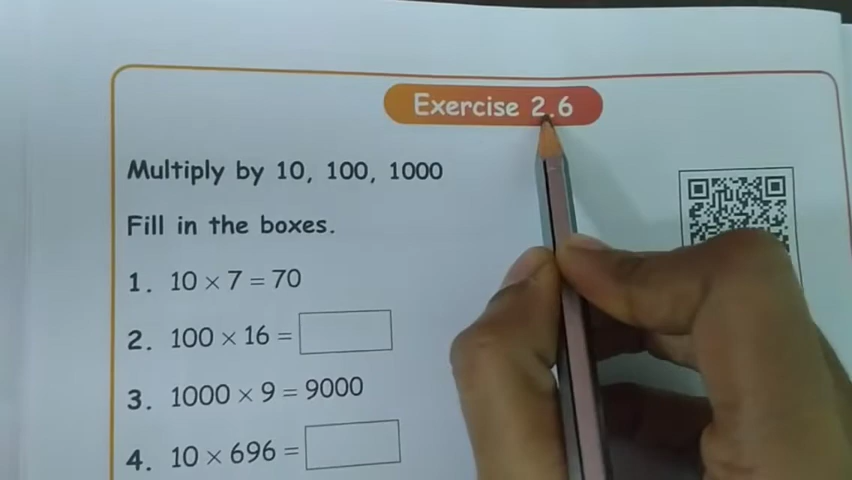 Exercise 2.6
Multiply by 10, 100, 1000
Fill in the boxes.
1. 10 × 7 = 70
2. 100 × 16 =
3. 1000 × 9 = 9000
4. 10 × 696 =